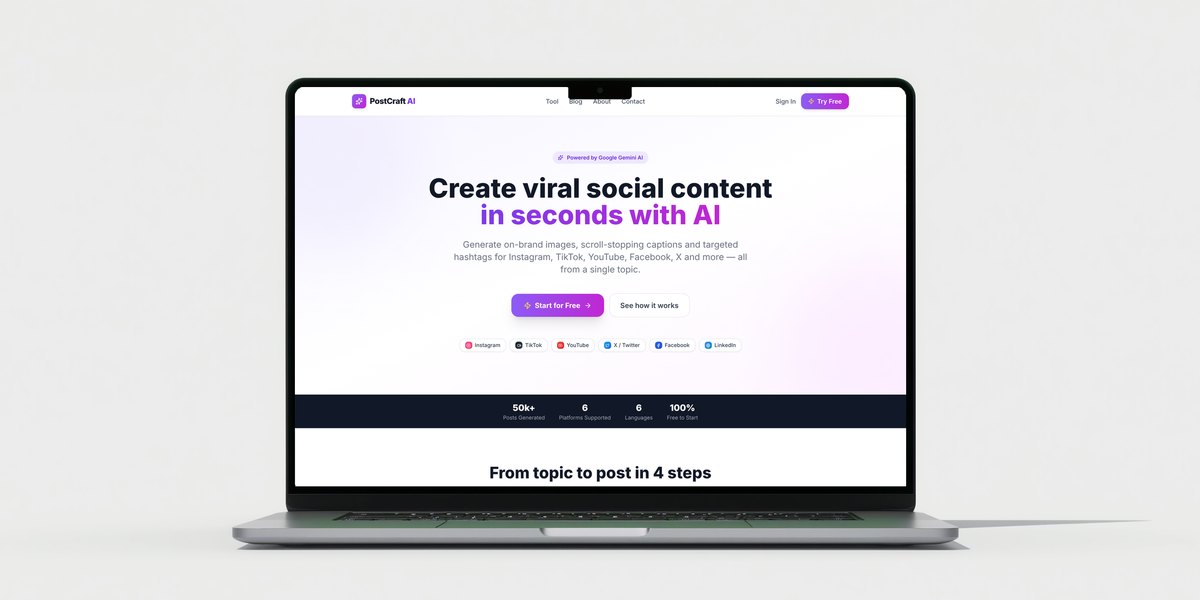 PostCraft AI
Tool Blog About Contact
Sign In
Try Free
Powered by Google Gemini AI
Create viral social content
in seconds with AI
Generate on-brand images, scroll-stopping captions and targeted
hashtags for Instagram, TikTok, YouTube, Facebook, X and more — all
from a single topic.
Start for Free →
See how it works
Instagram TikTok YouTube X / Twitter Facebook LinkedIn
50k+ 6 6 100%
Posts Generated Platforms Supported Languages Free to Start
From topic to post in 4 steps